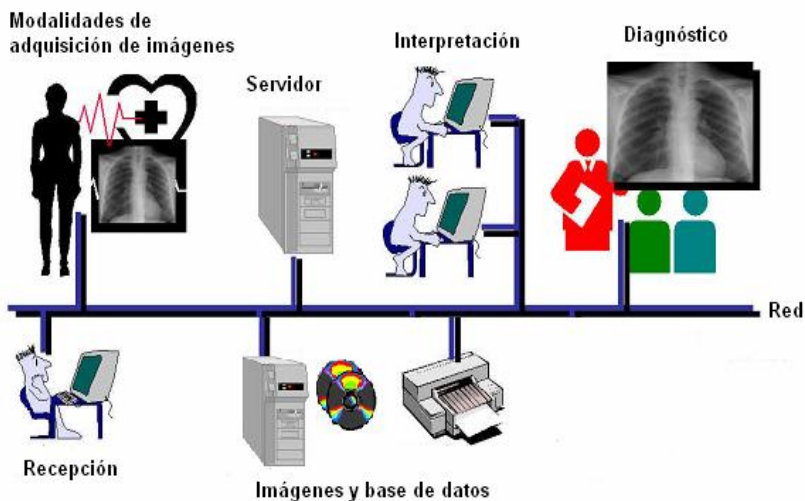 Modalidades de
adquisición de imágenes
Servidor
Interpretación
Diagnóstico
Red
Recepción
Imágenes y base de datos